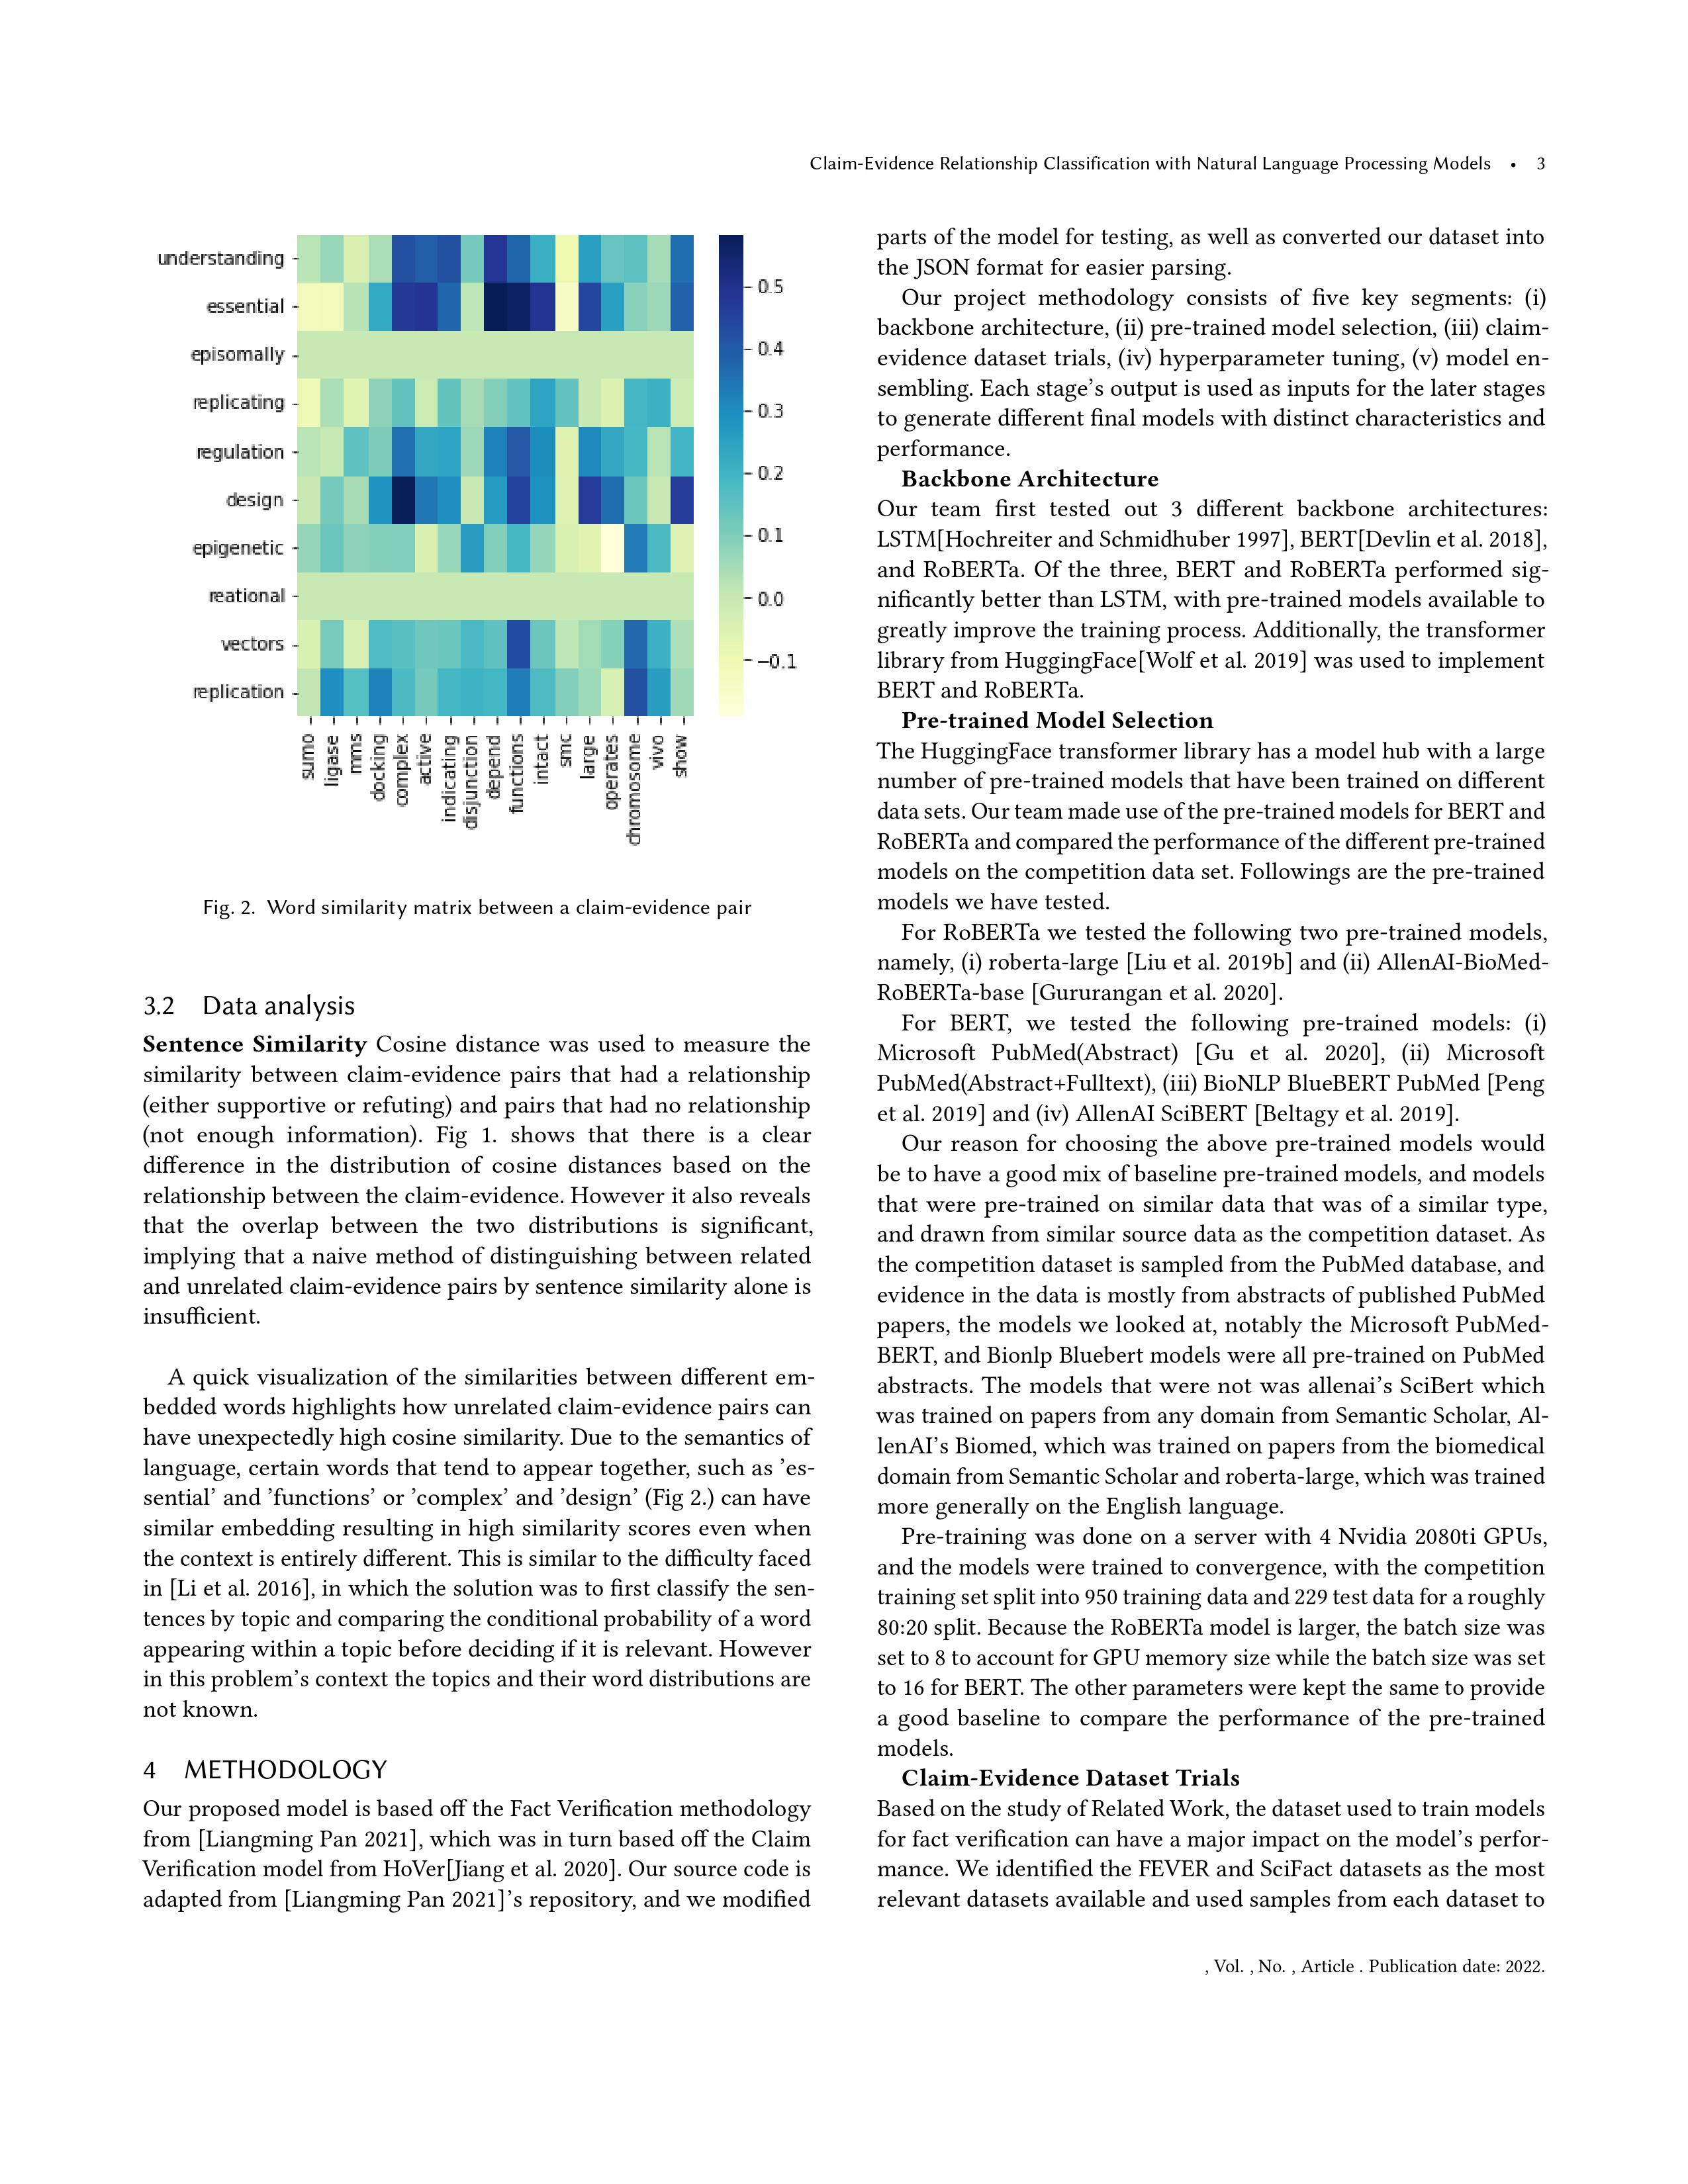 Claim-Evidence Relationship Classification with Natural Language Processing Models • 3
understanding
essential
episomally
replicating
regulation
design
epigenetic
reational
vectors
replication
0.5
0.4
0.3
0.2
0.1
0.0
−0.1
sumo
ligase
mms
docking
complex
active
indicating
disjunction
depend
functions
intact
smc
large
operates
chromosome
vivo
show
Fig. 2. Word similarity matrix between a claim-evidence pair
3.2 Data analysis
Sentence Similarity Cosine distance was used to measure the
similarity between claim-evidence pairs that had a relationship
(either supportive or refuting) and pairs that had no relationship
(not enough information). Fig 1. shows that there is a clear
difference in the distribution of cosine distances based on the
relationship between the claim-evidence. However it also reveals
that the overlap between the two distributions is significant,
implying that a naive method of distinguishing between related
and unrelated claim-evidence pairs by sentence similarity alone is
insufficient.
A quick visualization of the similarities between different em-
bedded words highlights how unrelated claim-evidence pairs can
have unexpectedly high cosine similarity. Due to the semantics of
language, certain words that tend to appear together, such as 'es-
sential' and 'functions' or 'complex' and 'design' (Fig 2.) can have
similar embedding resulting in high similarity scores even when
the context is entirely different. This is similar to the difficulty faced
in [Li et al. 2016], in which the solution was to first classify the sen-
tences by topic and comparing the conditional probability of a word
appearing within a topic before deciding if it is relevant. However
in this problem's context the topics and their word distributions are
not known.
4 METHODOLOGY
Our proposed model is based off the Fact Verification methodology
from [Liangming Pan 2021], which was in turn based off the Claim
Verification model from HoVer[Jiang et al. 2020]. Our source code is
adapted from [Liangming Pan 2021]'s repository, and we modified
parts of the model for testing, as well as converted our dataset into
the JSON format for easier parsing.
Our project methodology consists of five key segments: (i)
backbone architecture, (ii) pre-trained model selection, (iii) claim-
evidence dataset trials, (iv) hyperparameter tuning, (v) model en-
sembling. Each stage's output is used as inputs for the later stages
to generate different final models with distinct characteristics and
performance.
Backbone Architecture
Our team first tested out 3 different backbone architectures:
LSTM[Hochreiter and Schmidhuber 1997], BERT[Devlin et al. 2018],
and RoBERTa. Of the three, BERT and RoBERTa performed sig-
nificantly better than LSTM, with pre-trained models available to
greatly improve the training process. Additionally, the transformer
library from HuggingFace[Wolf et al. 2019] was used to implement
BERT and RoBERTa.
Pre-trained Model Selection
The HuggingFace transformer library has a model hub with a large
number of pre-trained models that have been trained on different
data sets. Our team made use of the pre-trained models for BERT and
RoBERTa and compared the performance of the different pre-trained
models on the competition data set. Followings are the pre-trained
models we have tested.
For RoBERTa we tested the following two pre-trained models,
namely, (i) roberta-large [Liu et al. 2019b] and (ii) AllenAI-BioMed-
RoBERTa-base [Gururangan et al. 2020].
For BERT, we tested the following pre-trained models: (i)
Microsoft PubMed(Abstract) [Gu et al. 2020], (ii) Microsoft
PubMed(Abstract+Fulltext), (iii) BioNLP BlueBERT PubMed [Peng
et al. 2019] and (iv) AllenAI SciBERT [Beltagy et al. 2019].
Our reason for choosing the above pre-trained models would
be to have a good mix of baseline pre-trained models, and models
that were pre-trained on similar data that was of a similar type,
and drawn from similar source data as the competition dataset. As
the competition dataset is sampled from the PubMed database, and
evidence in the data is mostly from abstracts of published PubMed
papers, the models we looked at, notably the Microsoft PubMed-
BERT, and Bionlp Bluebert models were all pre-trained on PubMed
abstracts. The models that were not was allenai's SciBert which
was trained on papers from any domain from Semantic Scholar, Al-
lenAI's Biomed, which was trained on papers from the biomedical
domain from Semantic Scholar and roberta-large, which was trained
more generally on the English language.
Pre-training was done on a server with 4 Nvidia 2080ti GPUs,
and the models were trained to convergence, with the competition
training set split into 950 training data and 229 test data for a roughly
80:20 split. Because the RoBERTa model is larger, the batch size was
set to 8 to account for GPU memory size while the batch size was set
to 16 for BERT. The other parameters were kept the same to provide
a good baseline to compare the performance of the pre-trained
models.
Claim-Evidence Dataset Trials
Based on the study of Related Work, the dataset used to train models
for fact verification can have a major impact on the model's perfor-
mance. We identified the FEVER and SciFact datasets as the most
relevant datasets available and used samples from each dataset to
, Vol. , No. , Article . Publication date: 2022.